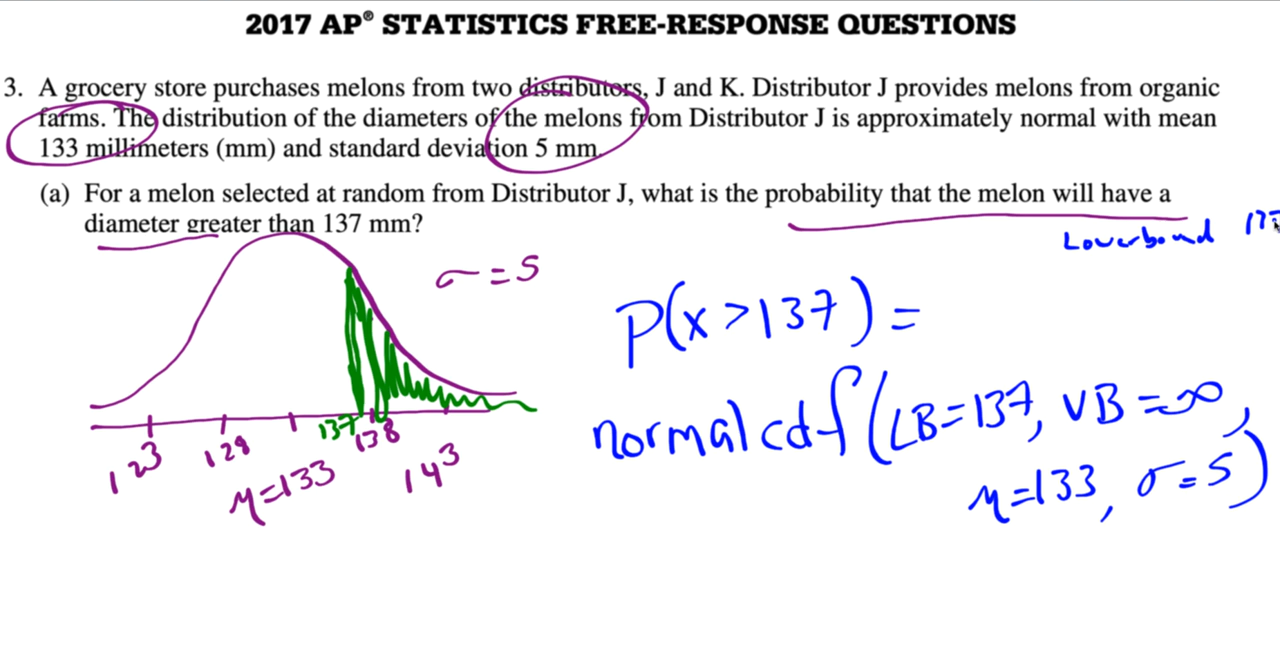 2017 AP® STATISTICS FREE-RESPONSE QUESTIONS
3. A grocery store purchases melons from two distributors, J and K. Distributor J provides melons from organic
farms. The distribution of the diameters of the melons from Distributor J is approximately normal with mean
133 millimeters (mm) and standard deviation 5 mm.
(a) For a melon selected at random from Distributor J, what is the probability that the melon will have a
diameter greater than 137 mm?
Lowerbound
σ=5
P(x>137) =
normalcdf(LB=137, UB=∞,
μ=133, σ=5)
137 138
123 128 143
μ=133